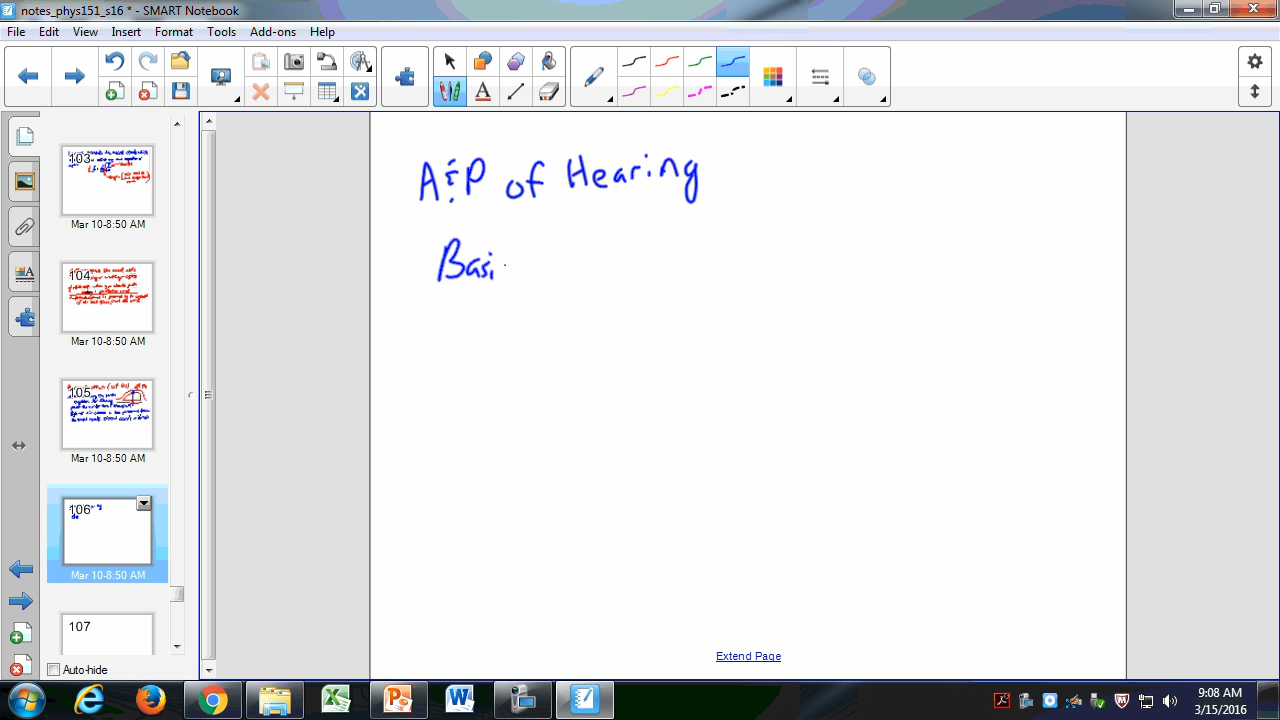 notes_phys151_s16 * - SMART Notebook
File Edit View Insert Format Tools Add-ons Help
103
Mar 10-8:50 AM
104
Mar 10-8:50 AM
105
Mar 10-8:50 AM
106
Mar 10-8:50 AM
107
Auto-hide
A & P of Hearing
Basi
Extend Page
9:08 AM
3/15/2016